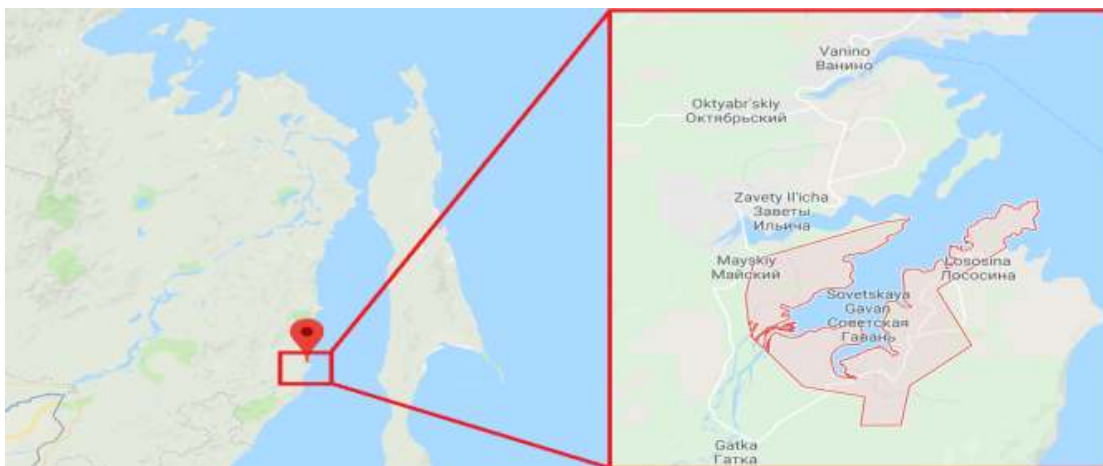 Vanino
Ванино
Oktyabr'skiy
Октябрьский
Zavety Il'icha
Заветы
Ильича
Mayskiy
Майский
Lososina
Лососина
Sovetskaya
Gavan
Советская
Гавань
Gatka
Гатка